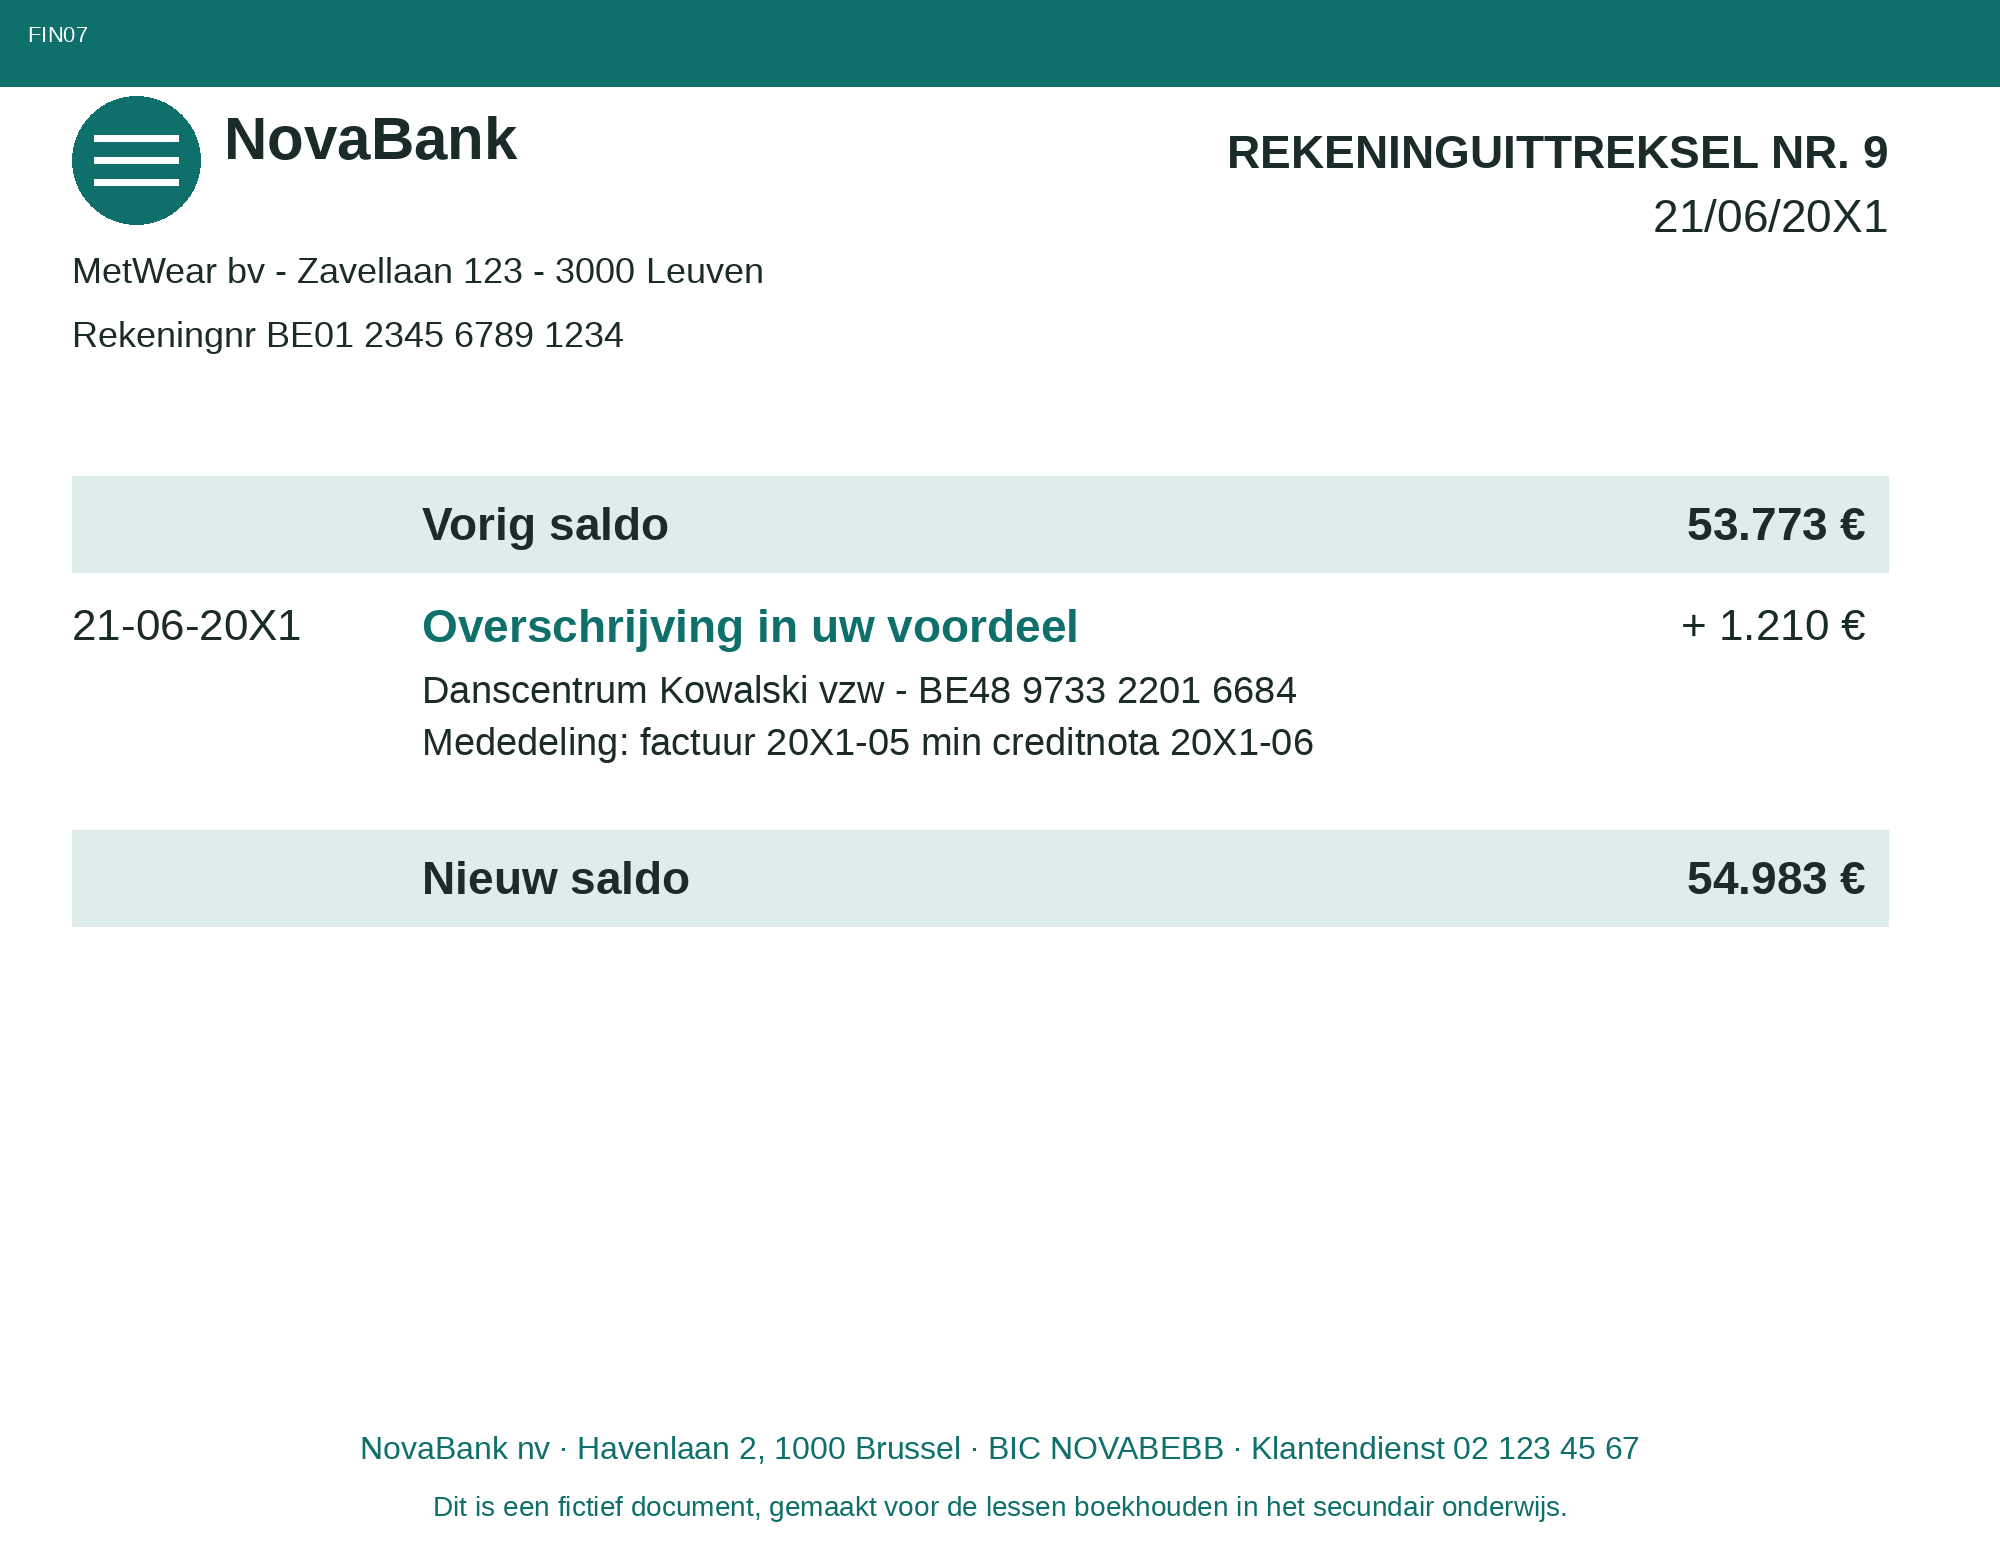 FIN07
NovaBank
REKENINGUITTREKSEL NR. 9
21/06/20X1
MetWear bv - Zavellaan 123 - 3000 Leuven
Rekeningnr BE01 2345 6789 1234
Vorig saldo 53.773 €
21-06-20X1 Overschrijving in uw voordeel + 1.210 €
Danscentrum Kowalski vzw - BE48 9733 2201 6684
Mededeling: factuur 20X1-05 min creditnota 20X1-06
Nieuw saldo 54.983 €
NovaBank nv · Havenlaan 2, 1000 Brussel · BIC NOVABEBB · Klantendienst 02 123 45 67
Dit is een fictief document, gemaakt voor de lessen boekhouden in het secundair onderwijs.